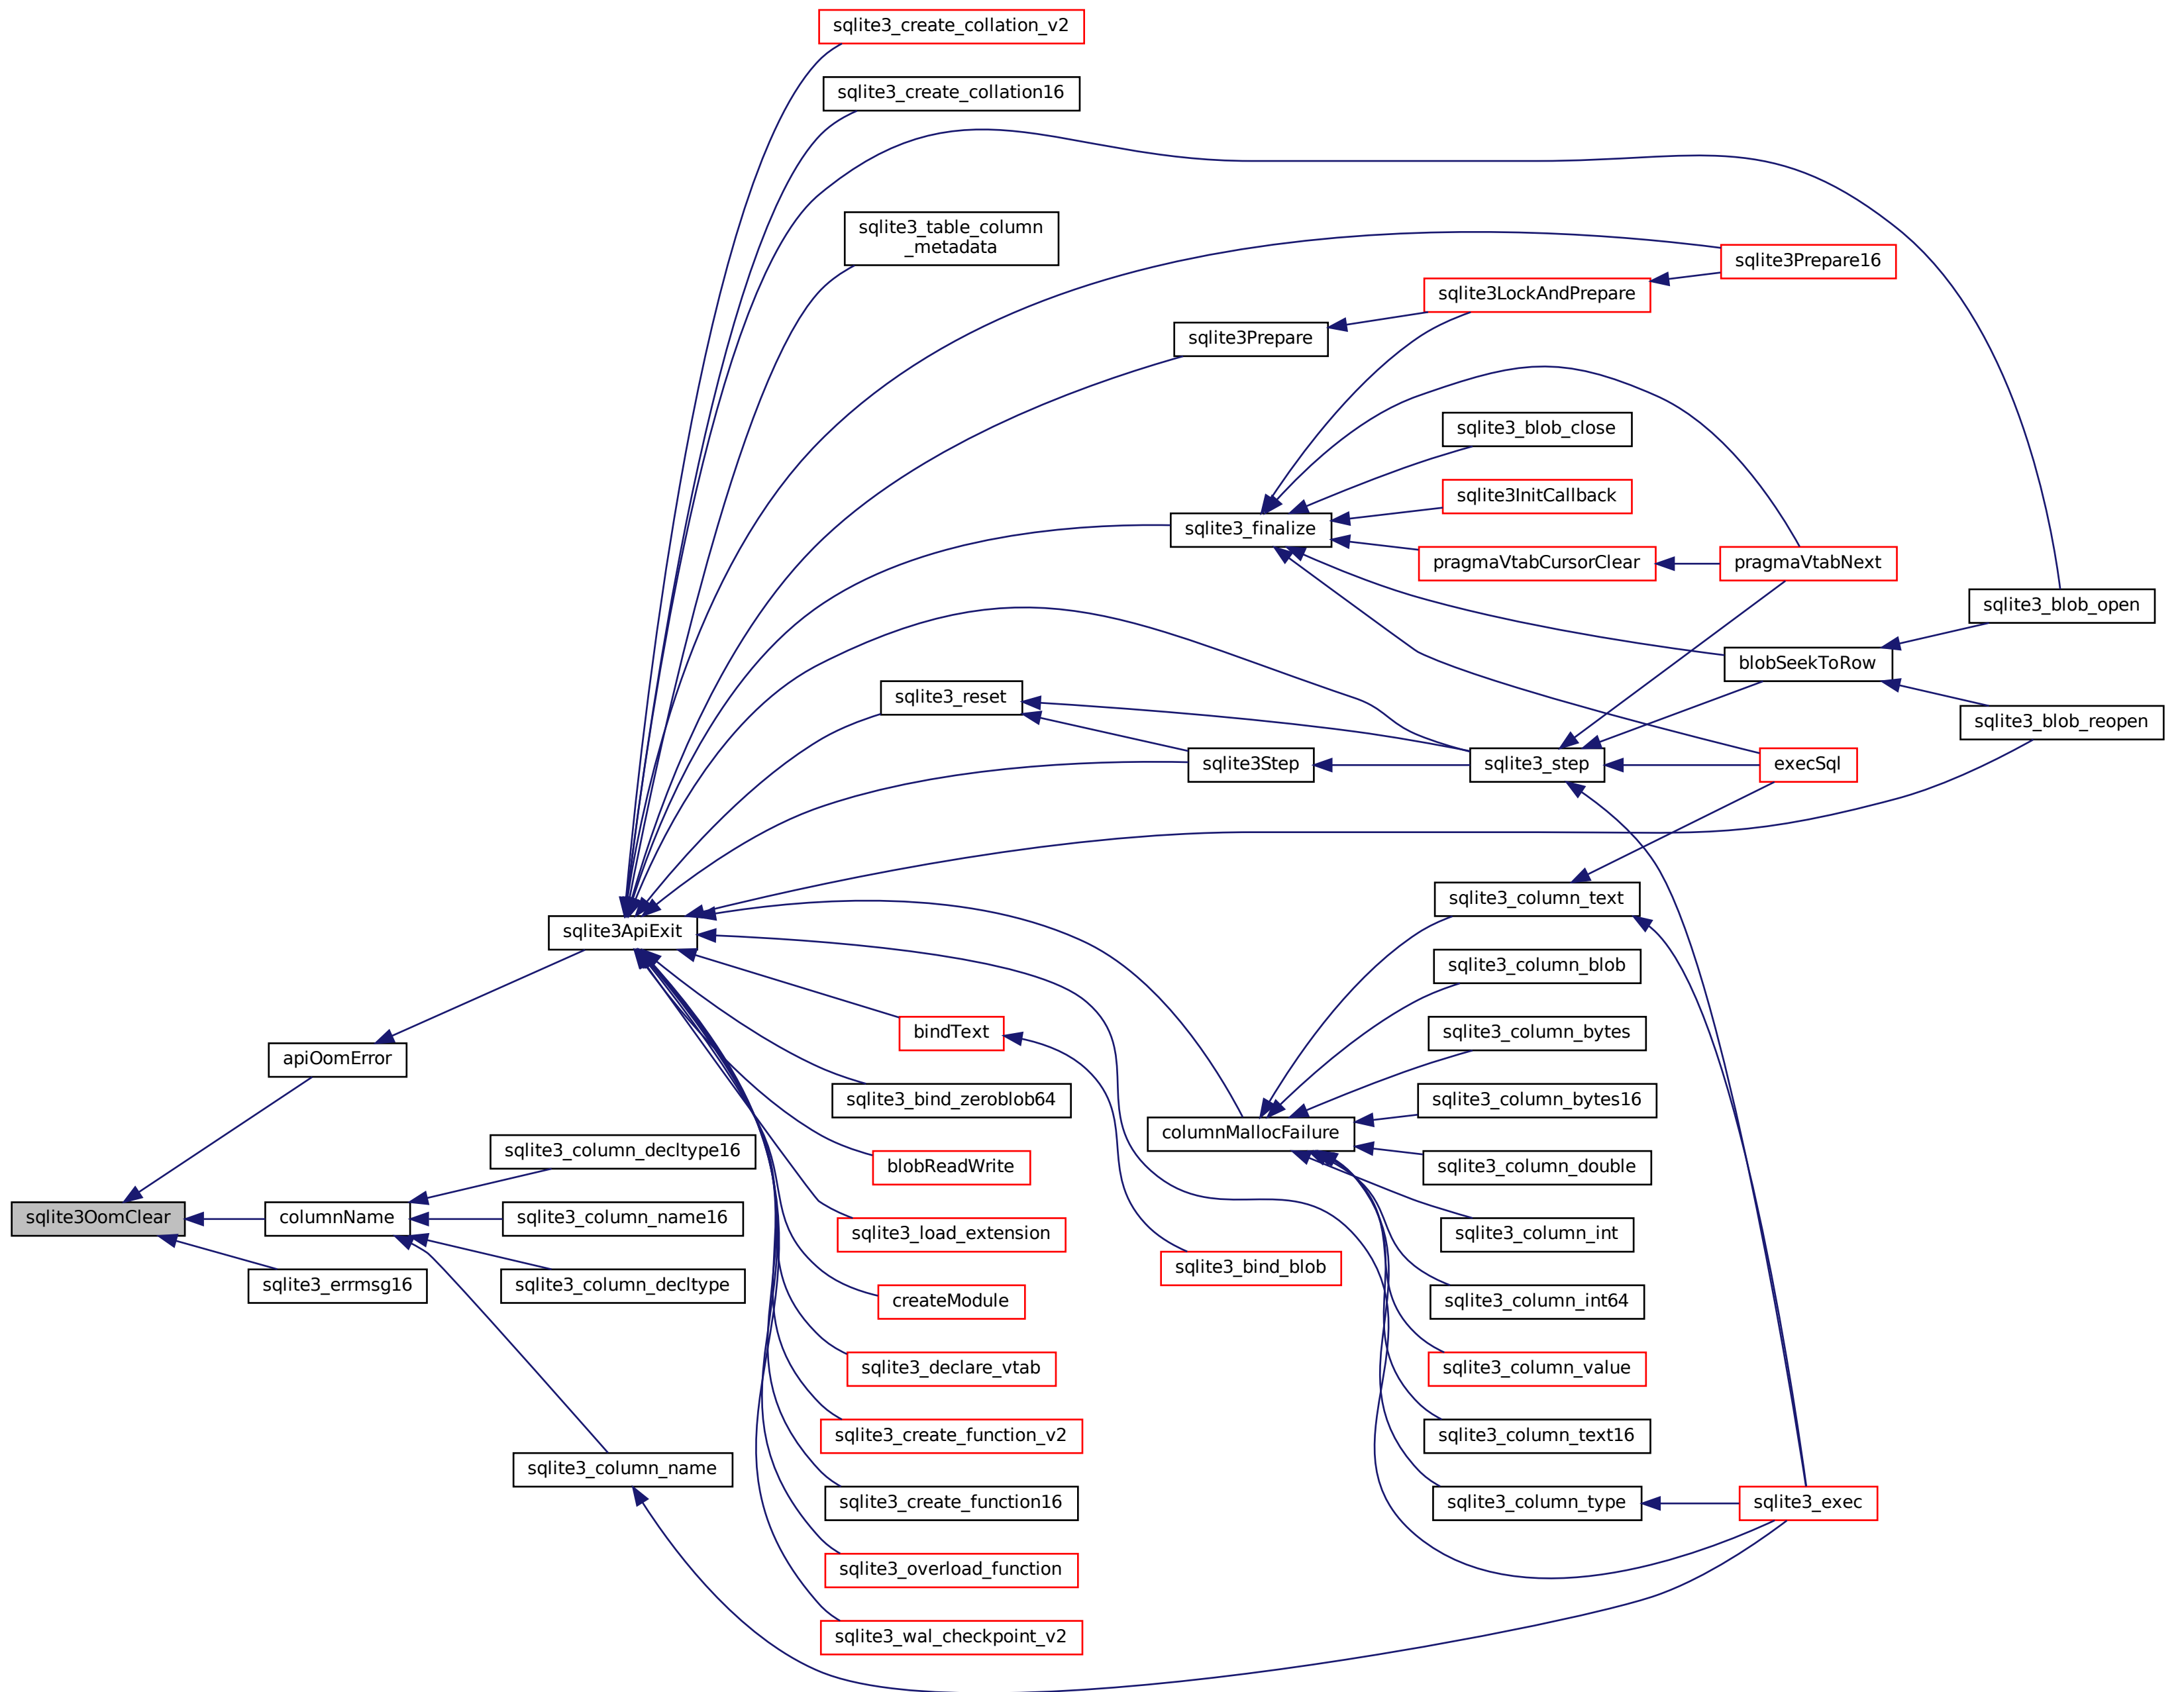 sqlite3_create_collation_v2
sqlite3_create_collation16
sqlite3_table_column
_metadata
sqlite3Prepare16
sqlite3LockAndPrepare
sqlite3Prepare
sqlite3_blob_close
sqlite3InitCallback
sqlite3_finalize
pragmaVtabCursorClear
pragmaVtabNext
sqlite3_blob_open
blobSeekToRow
sqlite3_reset
sqlite3_blob_reopen
sqlite3Step
sqlite3_step
execSql
sqlite3_column_text
sqlite3ApiExit
sqlite3_column_blob
bindText
sqlite3_column_bytes
apiOomError
sqlite3_bind_zeroblob64
sqlite3_column_bytes16
columnMallocFailure
sqlite3_column_decltype16
blobReadWrite
sqlite3_column_double
sqlite3OomClear
columnName
sqlite3_column_name16
sqlite3_load_extension
sqlite3_column_int
sqlite3_bind_blob
sqlite3_errmsg16
sqlite3_column_decltype
createModule
sqlite3_column_int64
sqlite3_declare_vtab
sqlite3_column_value
sqlite3_create_function_v2
sqlite3_column_text16
sqlite3_column_name
sqlite3_create_function16
sqlite3_column_type
sqlite3_exec
sqlite3_overload_function
sqlite3_wal_checkpoint_v2